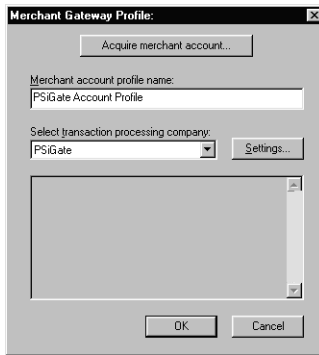 Merchant Gateway Profile:
Acquire merchant account...
Merchant account profile name:
PSiGate Account Profile
Select transaction processing company:
PSiGate
Settings...
OK
Cancel